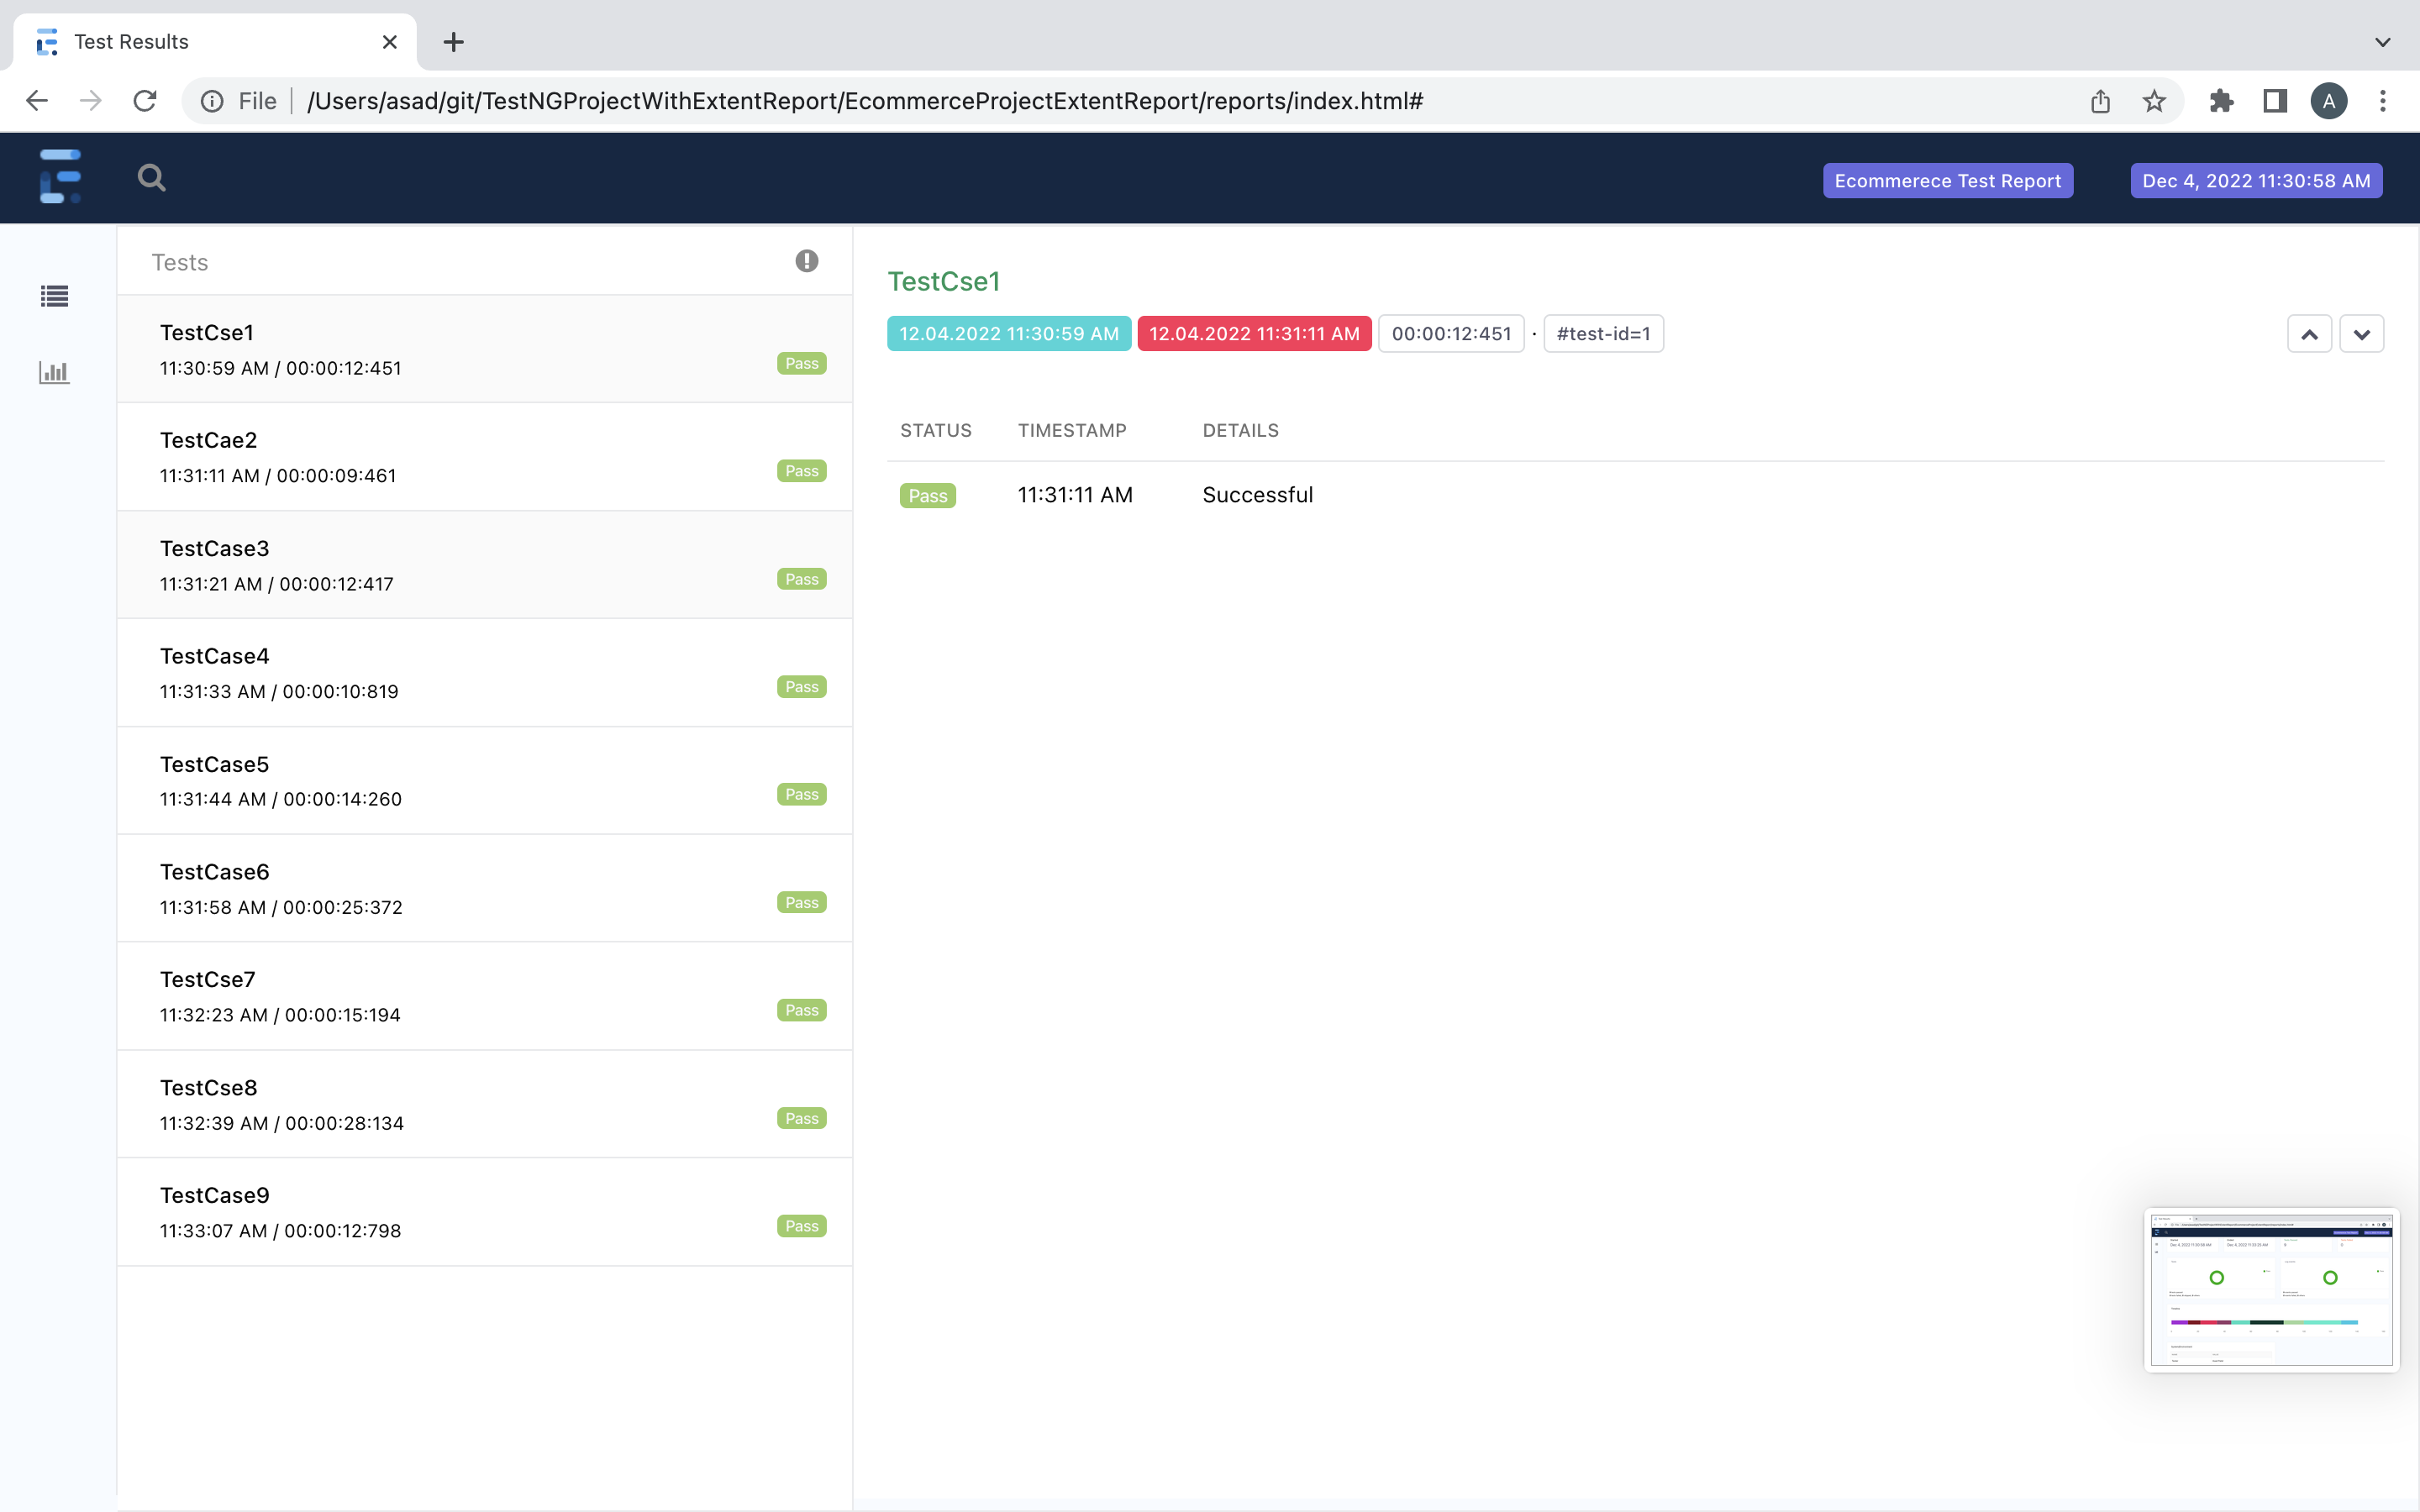 Test Results
File /Users/asad/git/TestNGProjectWithExtentReport/EcommerceProjectExtentReport/reports/index.html#
A
Ecommerece Test Report
Dec 4, 2022 11:30:58 AM
Tests
TestCse1
11:30:59 AM / 00:00:12:451
Pass
TestCae2
11:31:11 AM / 00:00:09:461
Pass
TestCase3
11:31:21 AM / 00:00:12:417
Pass
TestCase4
11:31:33 AM / 00:00:10:819
Pass
TestCase5
11:31:44 AM / 00:00:14:260
Pass
TestCase6
11:31:58 AM / 00:00:25:372
Pass
TestCse7
11:32:23 AM / 00:00:15:194
Pass
TestCse8
11:32:39 AM / 00:00:28:134
Pass
TestCase9
11:33:07 AM / 00:00:12:798
Pass
TestCse1
12.04.2022 11:30:59 AM 12.04.2022 11:31:11 AM 00:00:12:451 · #test-id=1
STATUS TIMESTAMP DETAILS
Pass 11:31:11 AM Successful